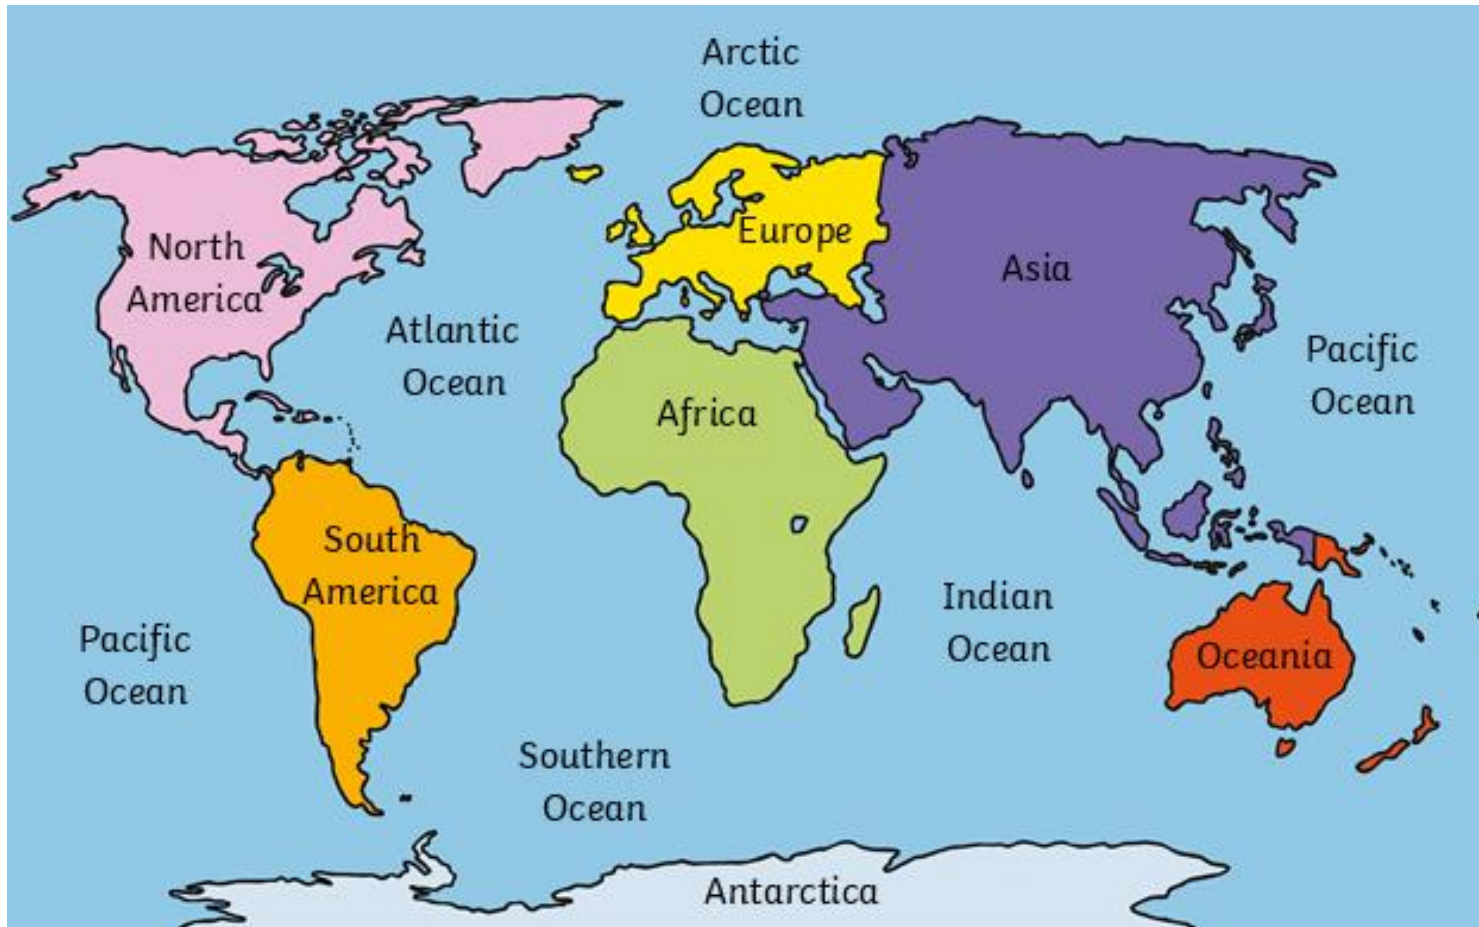 Arctic
Ocean
North
America
Europe
Asia
Atlantic
Ocean
Pacific
Ocean
Africa
South
America
Indian
Ocean
Pacific
Ocean
Oceania
Southern
Ocean
Antarctica